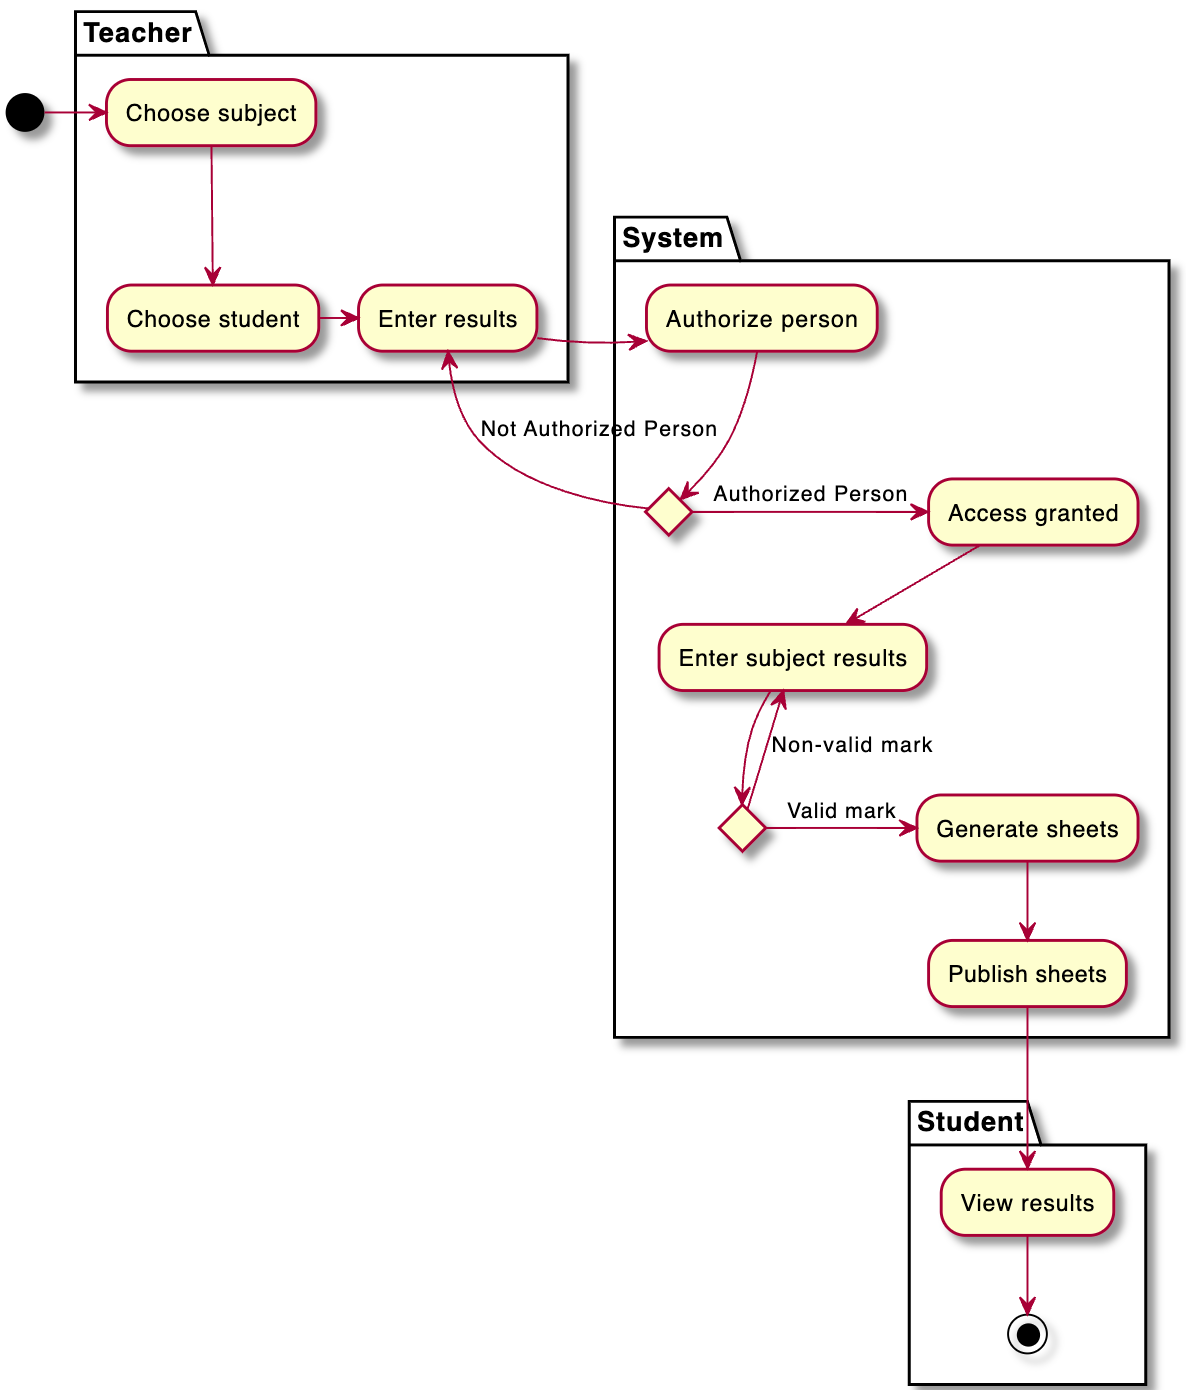 Teacher
Choose subject
System
Choose student
Enter results
Authorize person
Not Authorized Person
Authorized Person
Access granted
Enter subject results
Non-valid mark
Valid mark
Generate sheets
Publish sheets
Student
View results